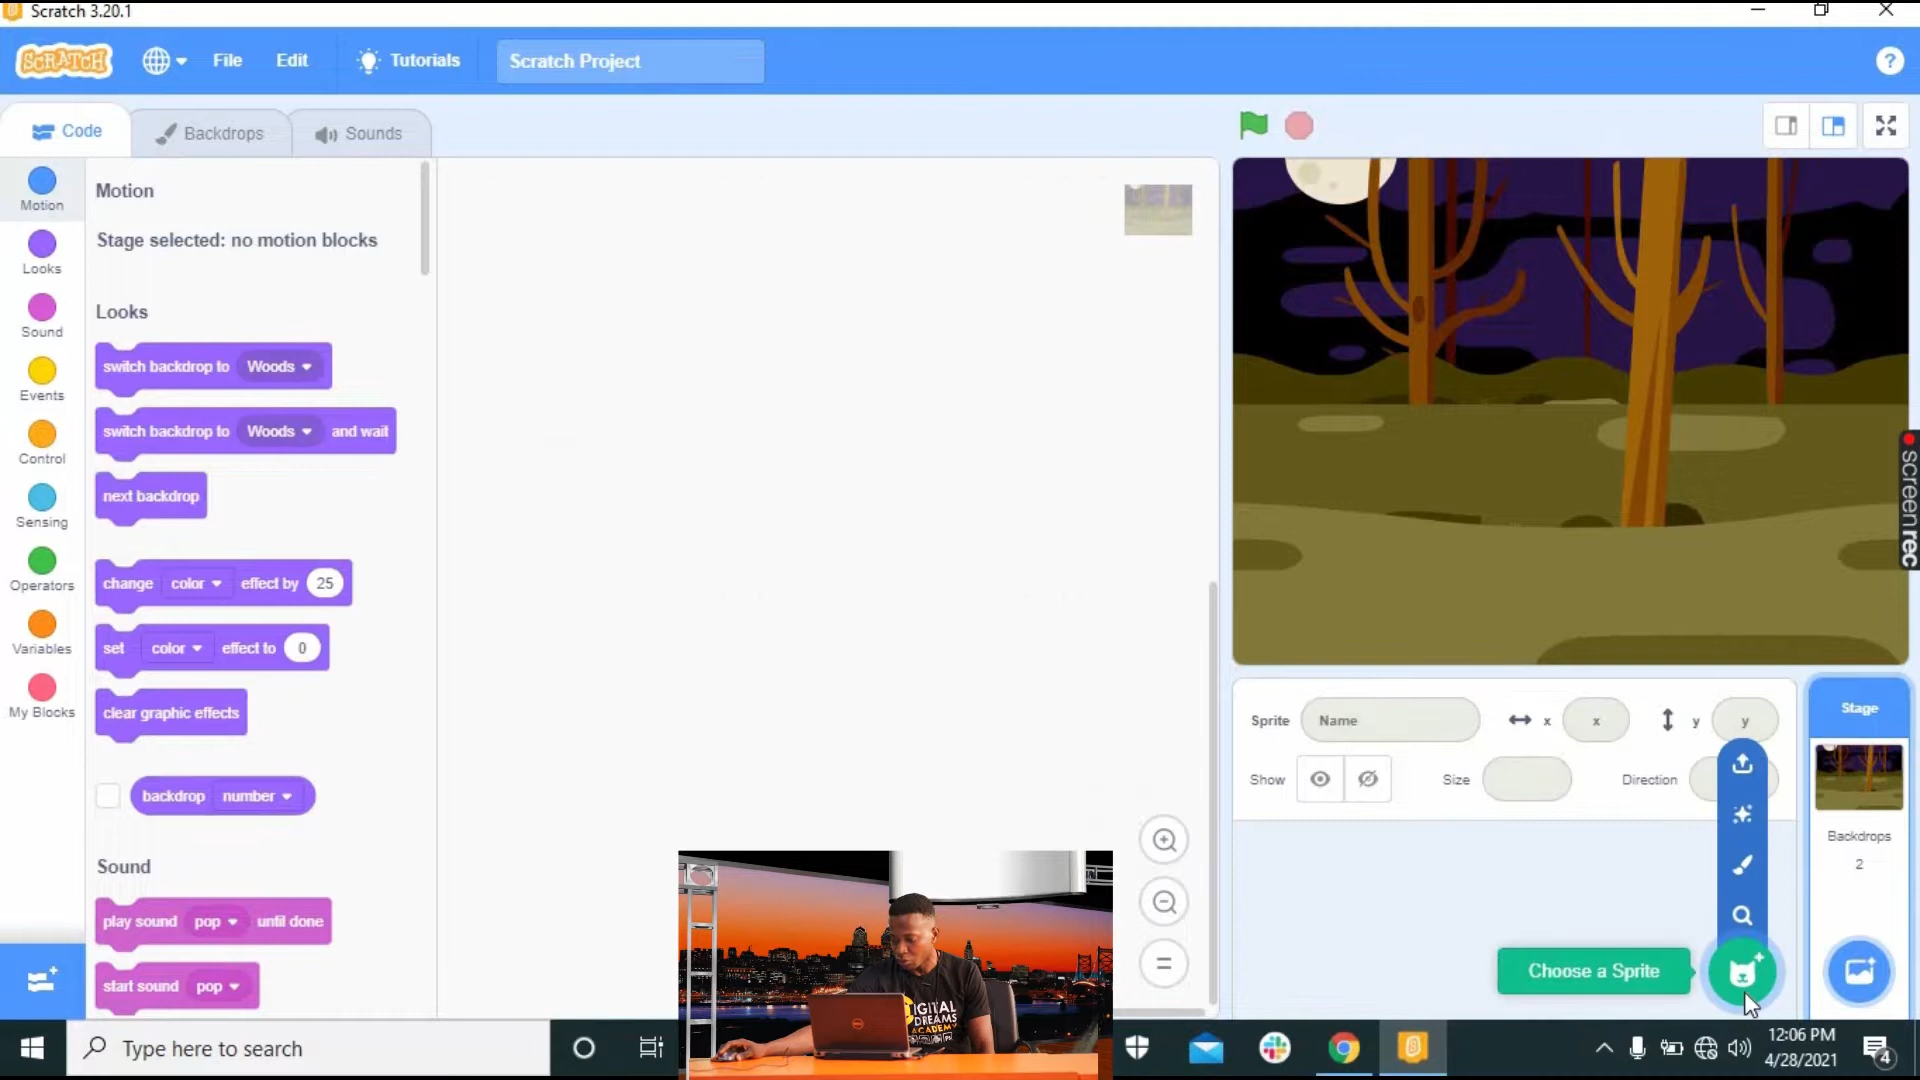 Scratch 3.20.1
SCRATCH
File
Edit
Tutorials
Scratch Project
?
Code
Backdrops
Sounds
Motion
Looks
Sound
Events
Control
Sensing
Operators
Variables
My Blocks
Motion
Stage selected: no motion blocks
Looks
switch backdrop to Woods
switch backdrop to Woods and wait
next backdrop
change color effect by 25
set color effect to 0
clear graphic effects
backdrop number
Sound
play sound pop until done
start sound pop
Sprite Name x x y y
Show Size Direction
Stage
Backdrops
2
Choose a Sprite
screenrec
DIGITAL
DREAMS
ACADEMY
Type here to search
12:06 PM
4/28/2021
4